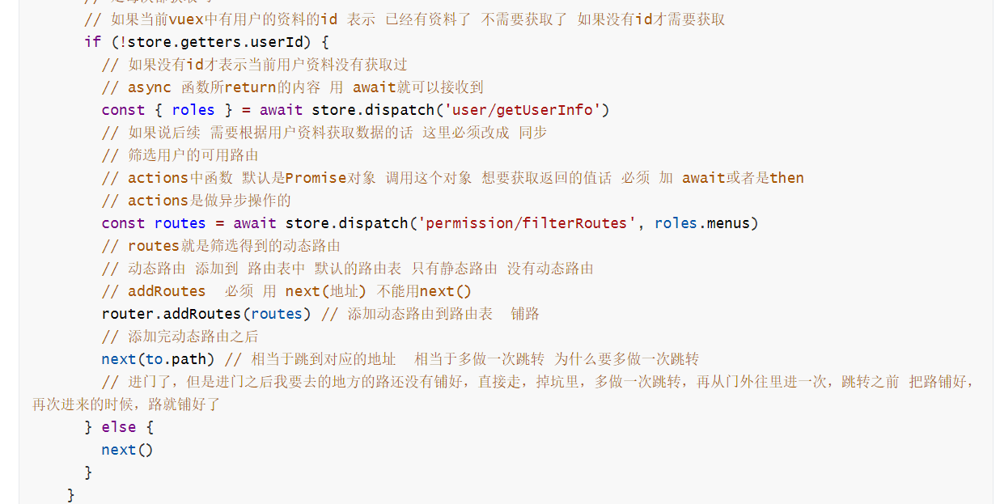 // 如果当前vuex中有用户的资料的id 表示 已经有资料了 不需要获取了 如果没有id才需要获取
if (!store.getters.userId) {
// 如果没有id才表示当前用户资料没有获取过
// async 函数所return的内容 用 await就可以接收到
const { roles } = await store.dispatch('user/getUserInfo')
// 如果说后续 需要根据用户资料获取数据的话 这里必须改成 同步
// 筛选用户的可用路由
// actions中函数 默认是Promise对象 调用这个对象 想要获取返回的值话 必须 加 await或者是then
// actions是做异步操作的
const routes = await store.dispatch('permission/filterRoutes', roles.menus)
// routes就是筛选得到的动态路由
// 动态路由 添加到 路由表中 默认的路由表 只有静态路由 没有动态路由
// addRoutes  必须 用 next(地址) 不能用next()
router.addRoutes(routes) // 添加动态路由到路由表  铺路
// 添加完动态路由之后
next(to.path) // 相当于跳到对应的地址  相当于多做一次跳转 为什么要多做一次跳转
// 进门了，但是进门之后我要去的地方的路还没有铺好，直接走，掉坑里，多做一次跳转，再从门外往里进一次，跳转之前 把路铺好，
再次进来的时候，路就铺好了
} else {
next()
}
}